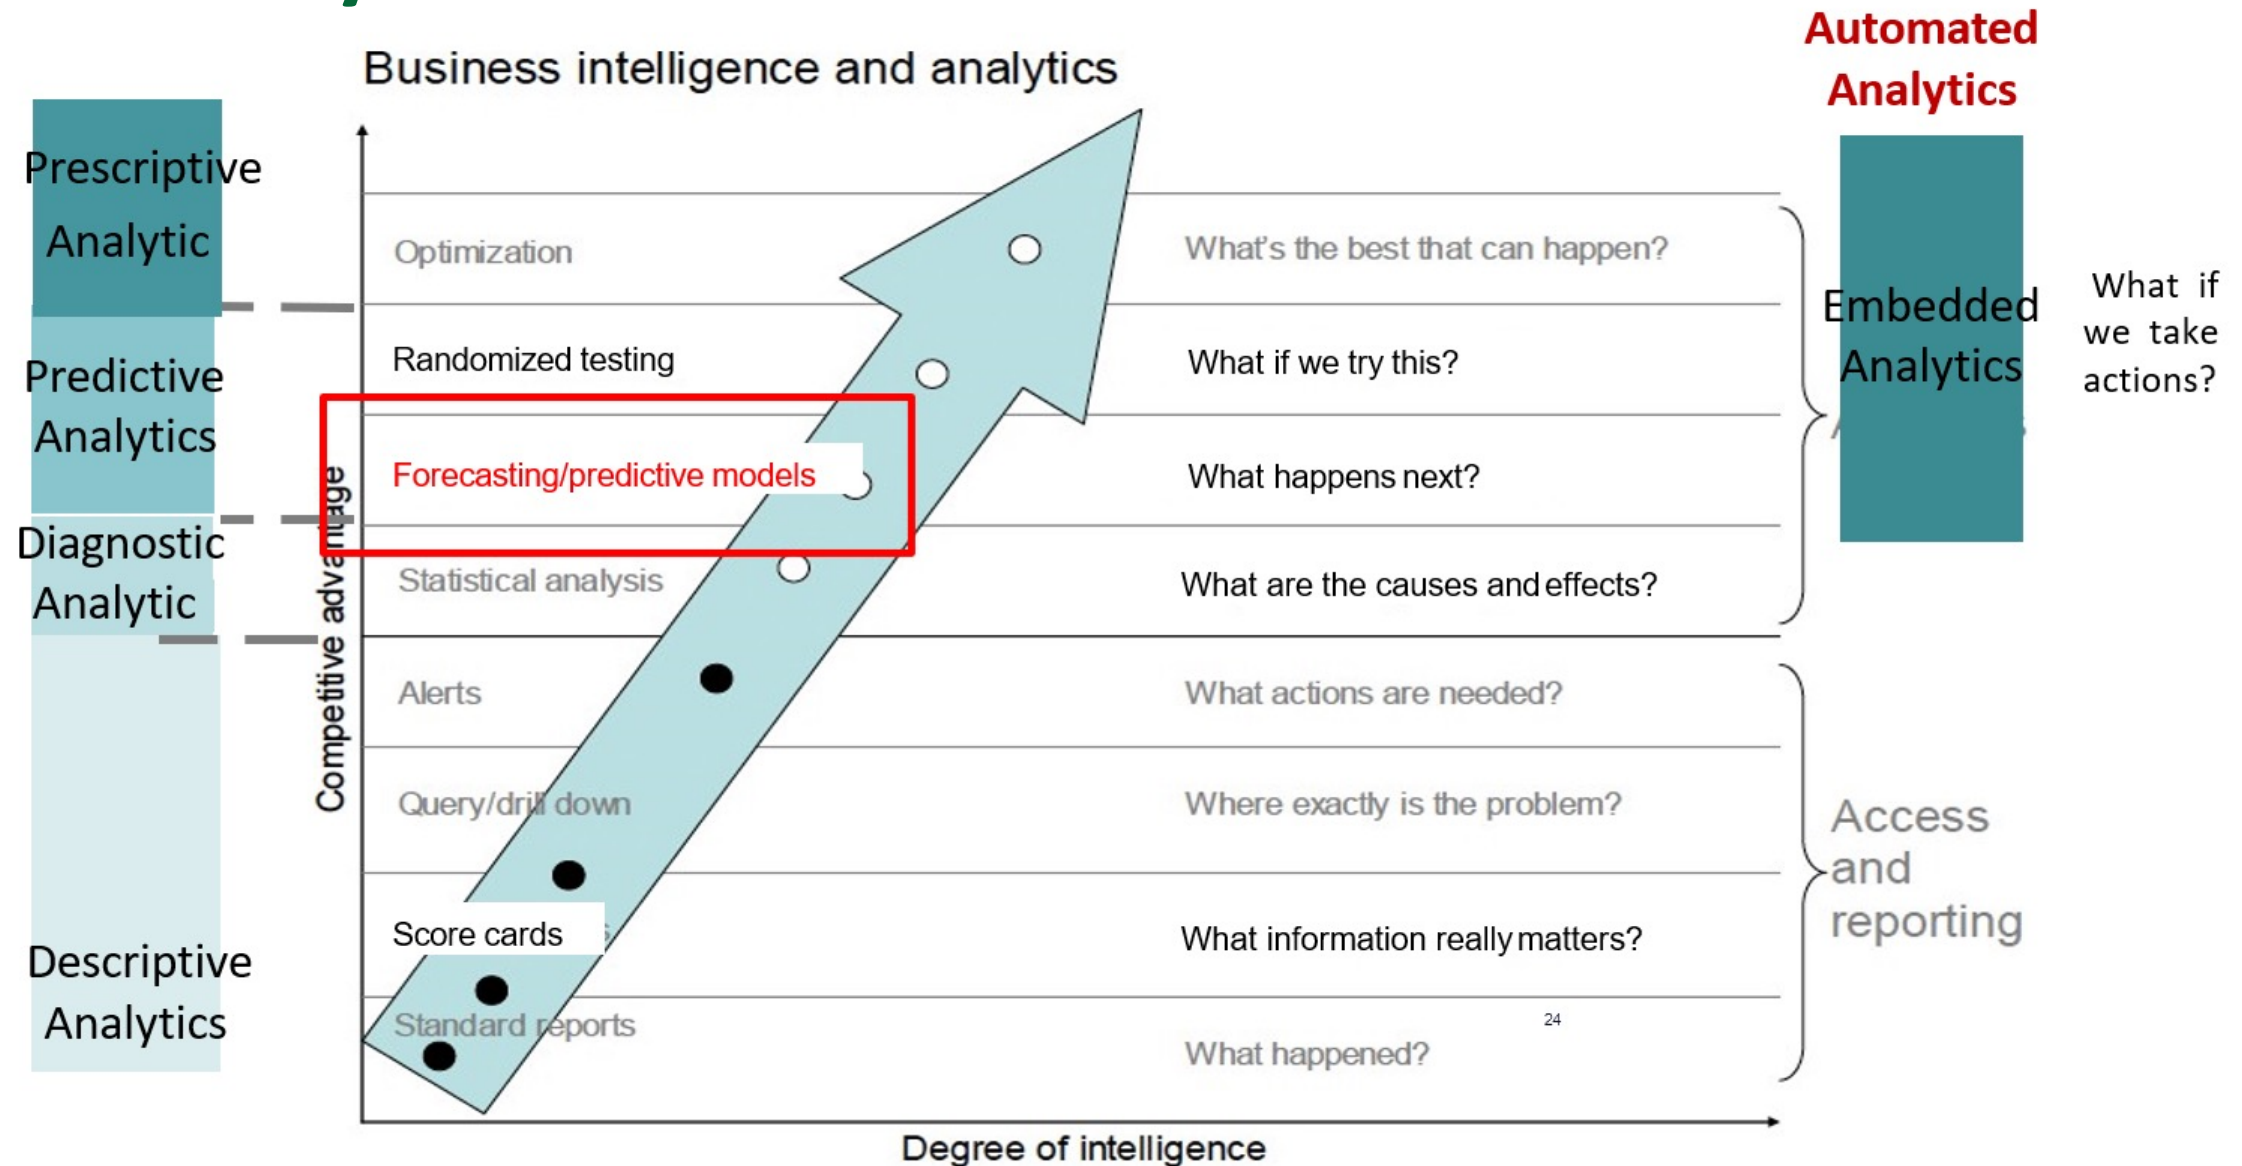 Automated
Analytics
Business intelligence and analytics
Prescriptive
Analytic
Predictive
Analytics
Diagnostic
Analytic
Descriptive
Analytics
Competitive advantage
Optimization
What's the best that can happen?
Randomized testing
What if we try this?
Forecasting/predictive models
What happens next?
Statistical analysis
What are the causes and effects?
Alerts
What actions are needed?
Query/drill down
Where exactly is the problem?
Score cards
What information really matters?
Standard reports
What happened?
24
Degree of intelligence
Embedded
Analytics
What if
we take
actions?
Access
and
reporting